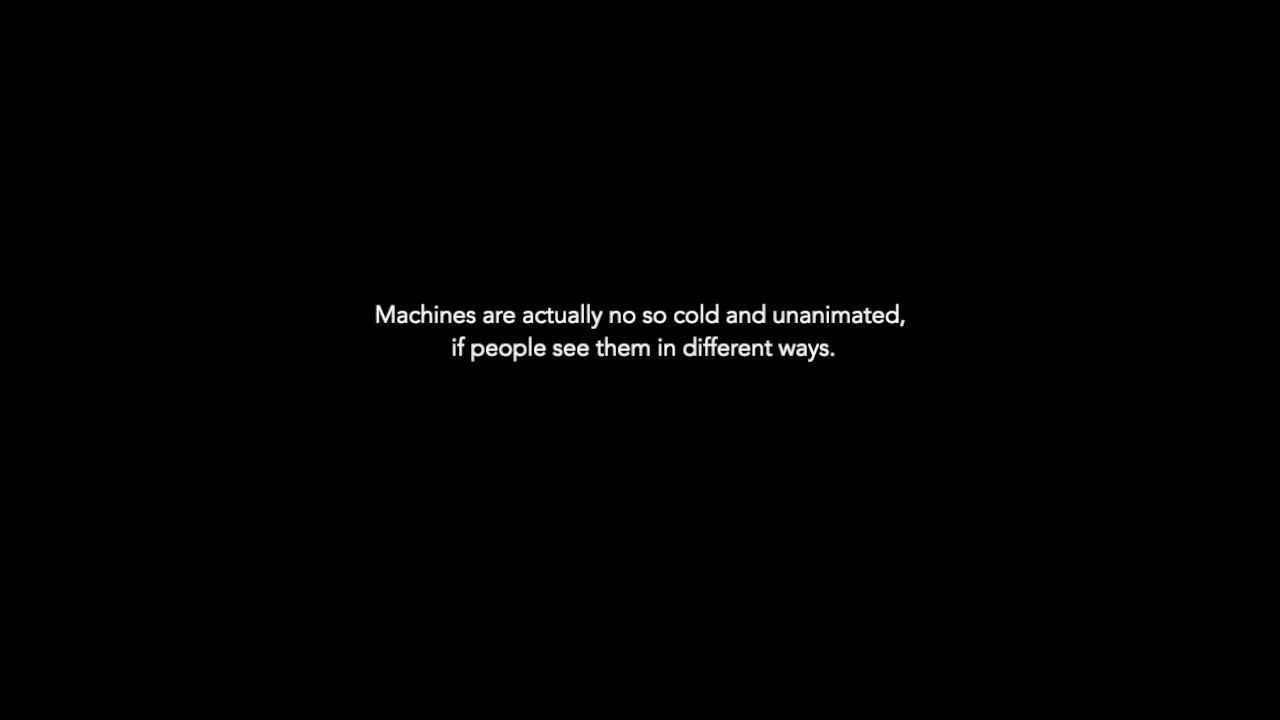 Machines are actually no so cold and unanimated,
if people see them in different ways.